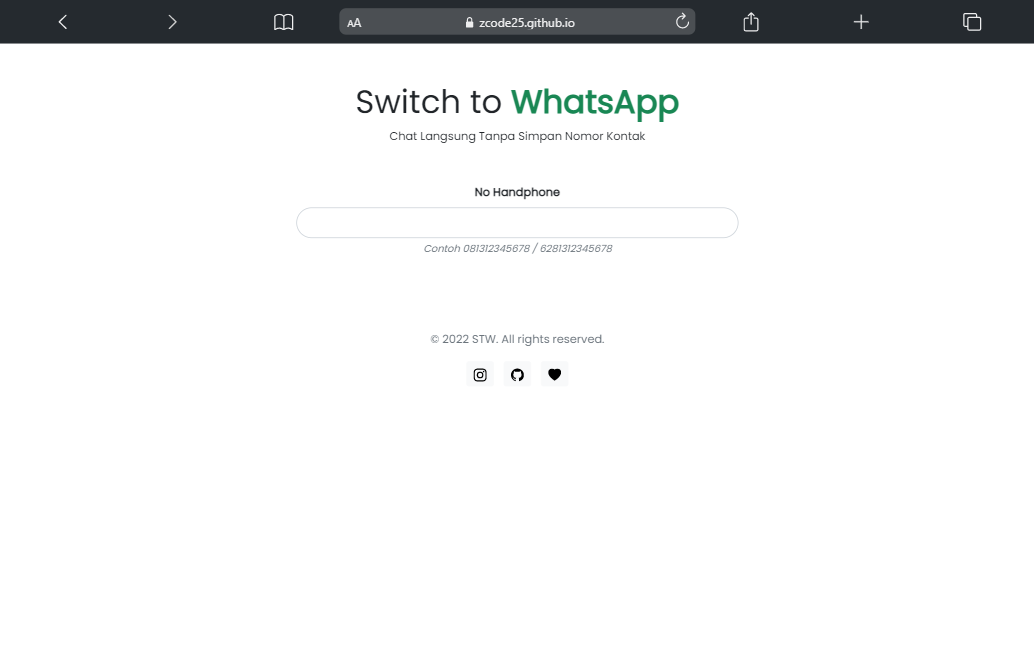 AA zcode25.github.io
Switch to WhatsApp
Chat Langsung Tanpa Simpan Nomor Kontak
No Handphone
Contoh 081312345678 / 6281312345678
© 2022 STW. All rights reserved.